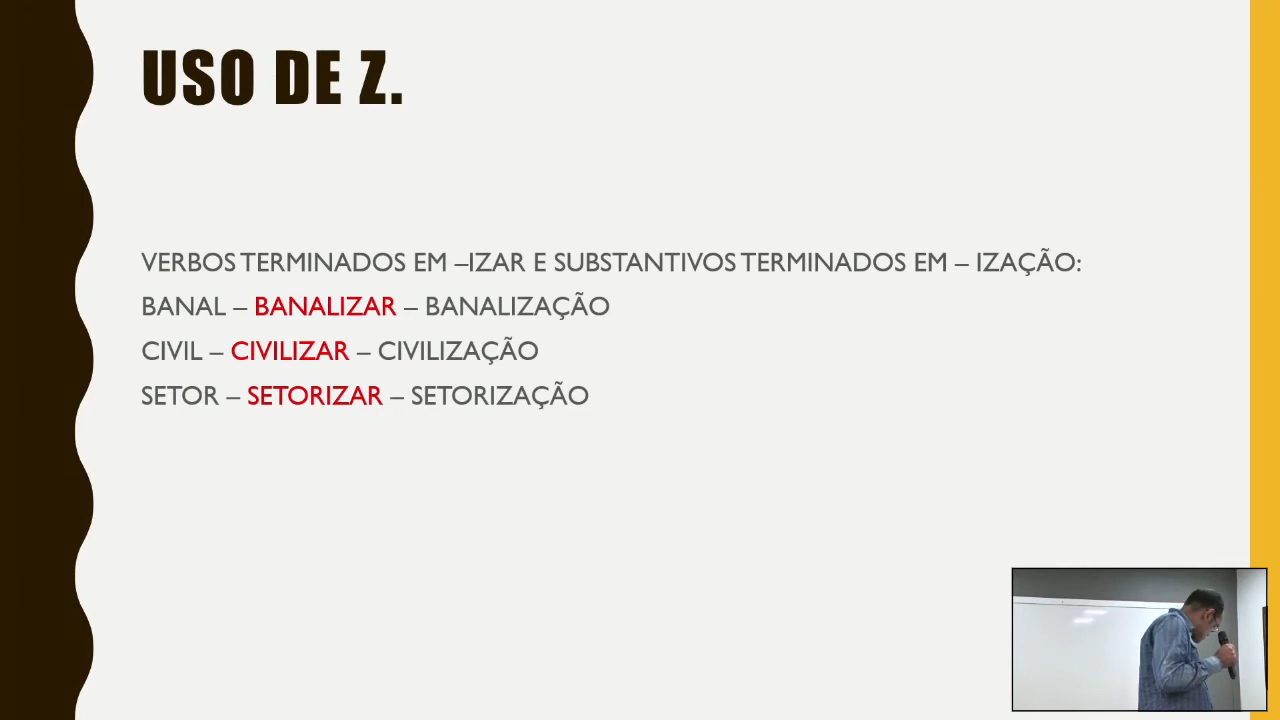 USO DE Z.
VERBOS TERMINADOS EM –IZAR E SUBSTANTIVOS TERMINADOS EM – IZAÇÃO:
BANAL – BANALIZAR – BANALIZAÇÃO
CIVIL – CIVILIZAR – CIVILIZAÇÃO
SETOR – SETORIZAR – SETORIZAÇÃO